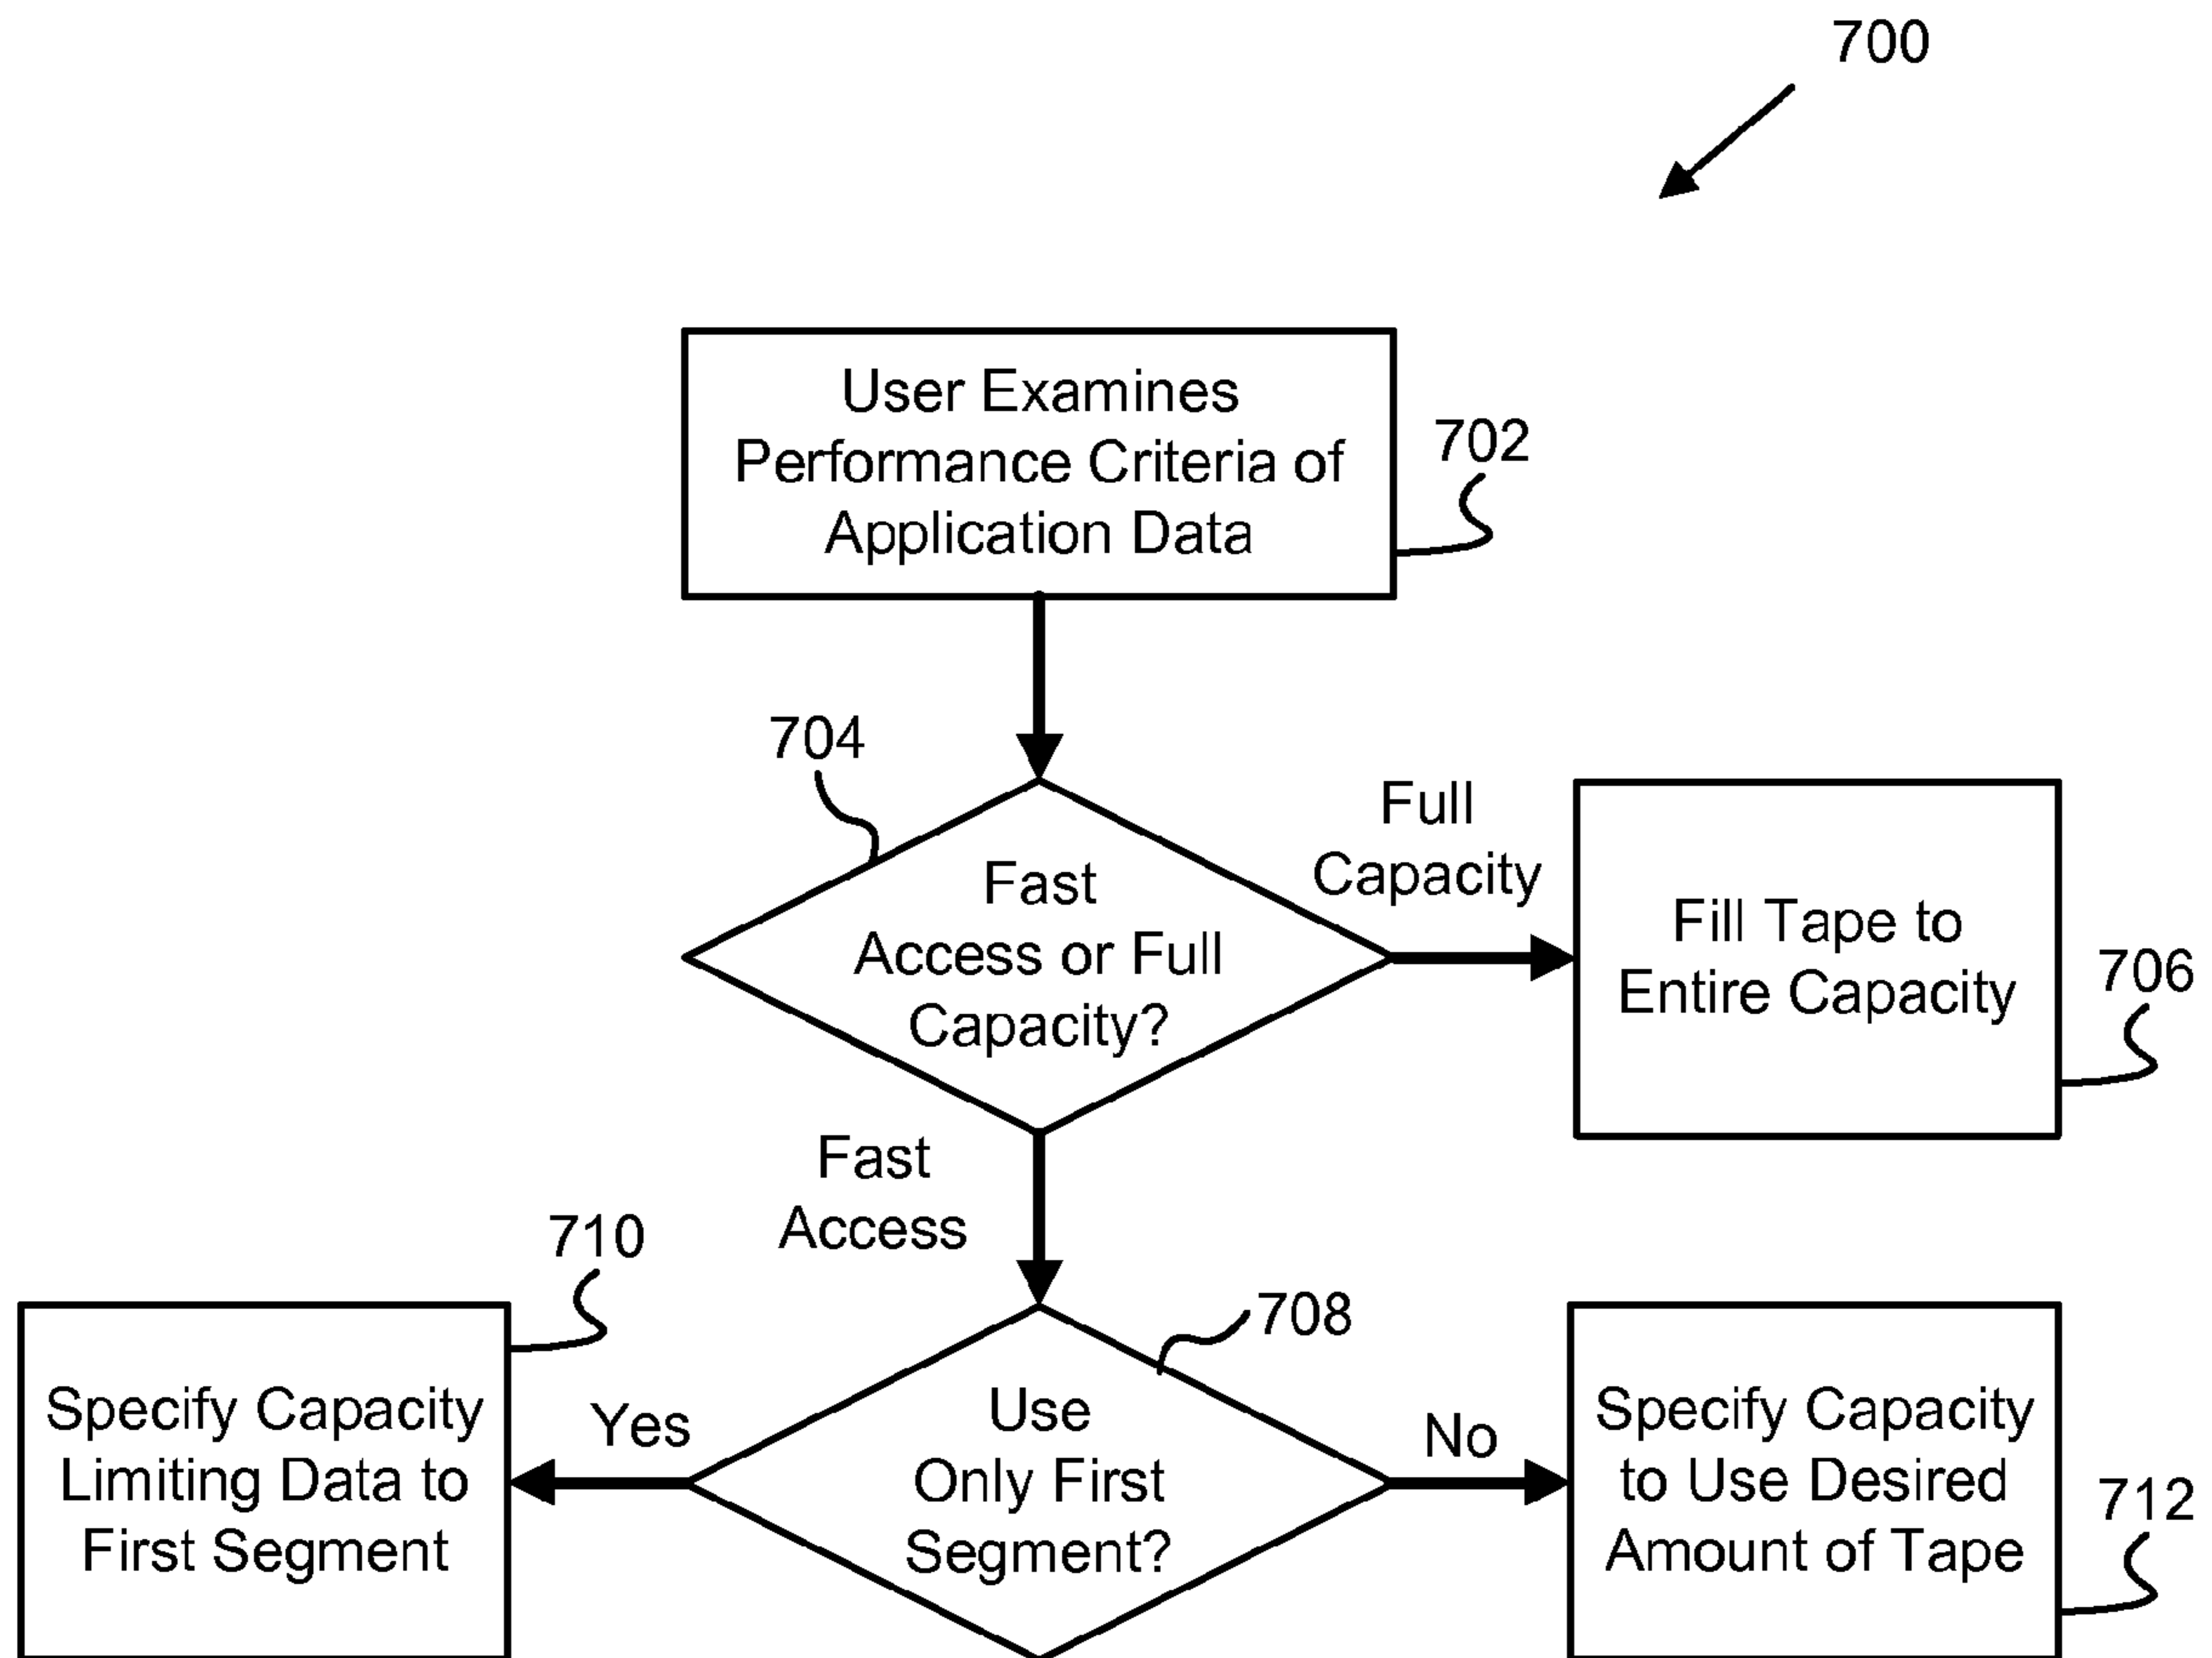 700
User Examines
Performance Criteria of
Application Data
702
704
Fast
Access or Full
Capacity?
Full
Capacity
Fill Tape to
Entire Capacity
706
Fast
Access
710
708
Specify Capacity
Limiting Data to
First Segment
Yes
Use
Only First
Segment?
No
Specify Capacity
to Use Desired
Amount of Tape
712